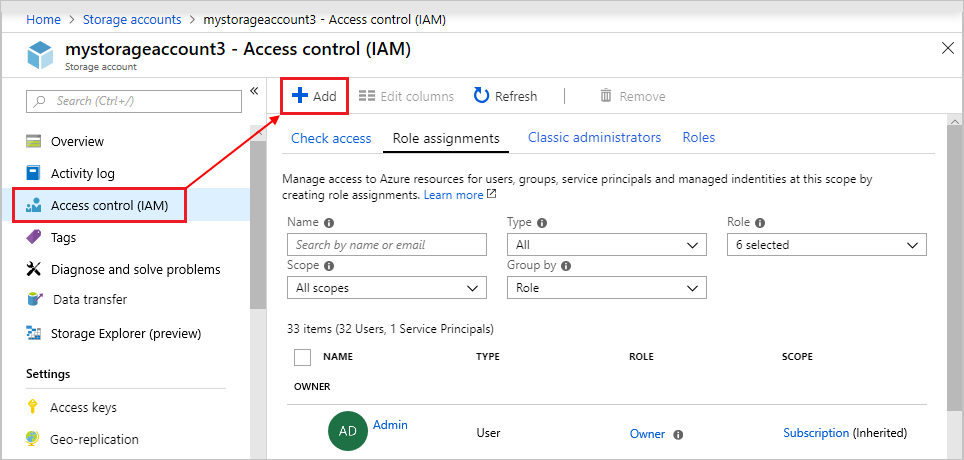 Home > Storage accounts > mystorageaccount3 - Access control (IAM)
mystorageaccount3 - Access control (IAM)
Storage account
Search (Ctrl+/)
Overview
Activity log
Access control (IAM)
Tags
Diagnose and solve problems
Data transfer
Storage Explorer (preview)
Settings
Access keys
Geo-replication
Add
Edit columns
Refresh
Remove
Check access
Role assignments
Classic administrators
Roles
Manage access to Azure resources for users, groups, service principals and managed indentities at this scope by
creating role assignments. Learn more
Name
Type
Role
Search by name or email
All
6 selected
Scope
Group by
All scopes
Role
33 items (32 Users, 1 Service Principals)
NAME TYPE ROLE SCOPE
OWNER
AD Admin User Owner Subscription (Inherited)